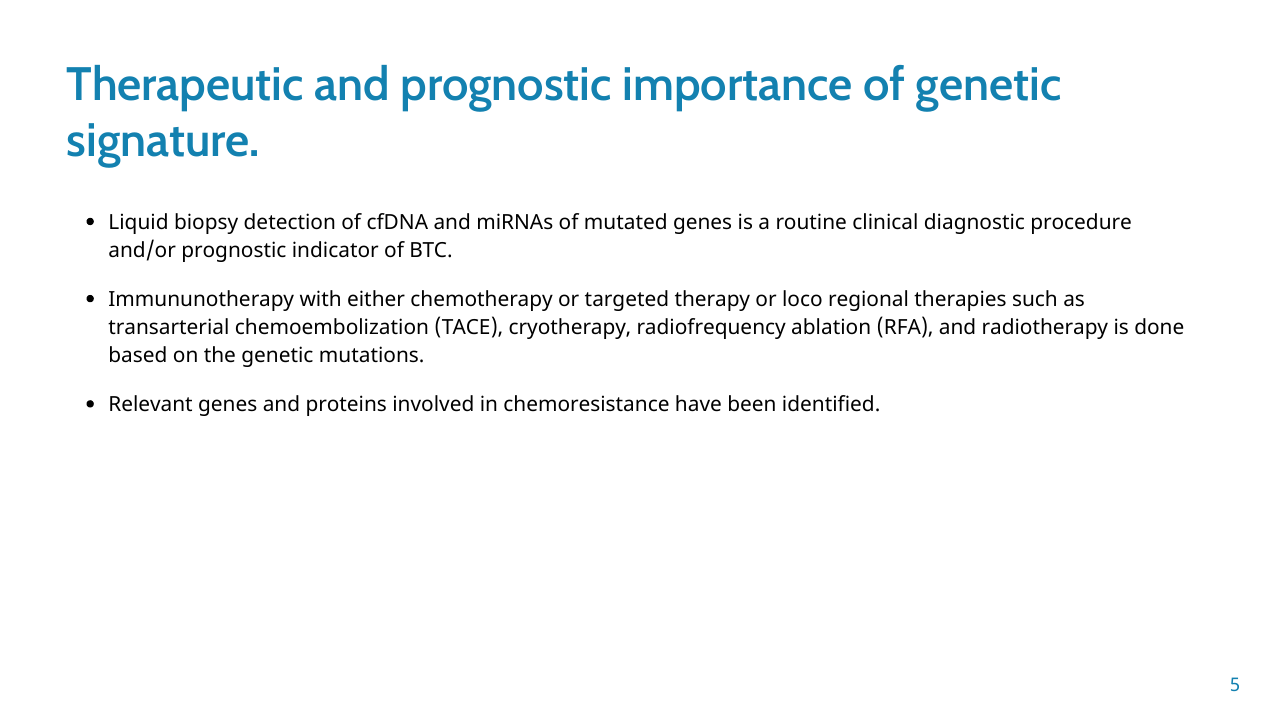 Therapeutic and prognostic importance of genetic
signature.
• Liquid biopsy detection of cfDNA and miRNAs of mutated genes is a routine clinical diagnostic procedure
and/or prognostic indicator of BTC.
• Immununotherapy with either chemotherapy or targeted therapy or loco regional therapies such as
transarterial chemoembolization (TACE), cryotherapy, radiofrequency ablation (RFA), and radiotherapy is done
based on the genetic mutations.
• Relevant genes and proteins involved in chemoresistance have been identified.
5